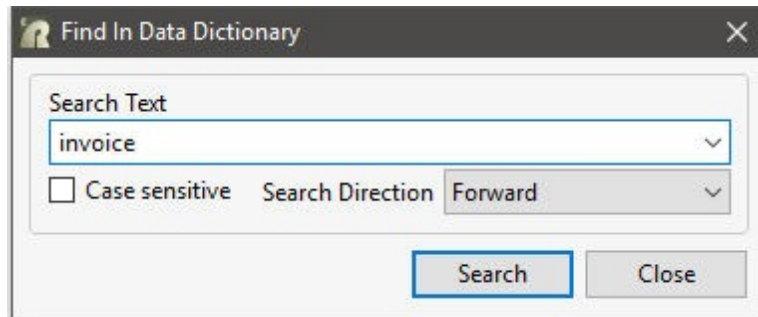 Find In Data Dictionary
Search Text
invoice
Case sensitive Search Direction Forward
Search Close